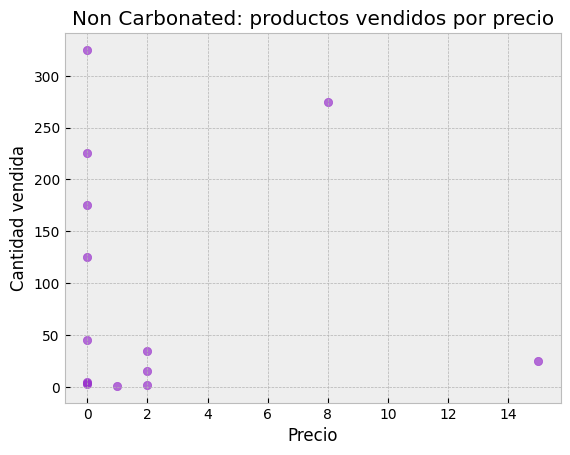 Non Carbonated: productos vendidos por precio
Cantidad vendida
300
250
200
150
100
50
0
0 2 4 6 8 10 12 14
Precio